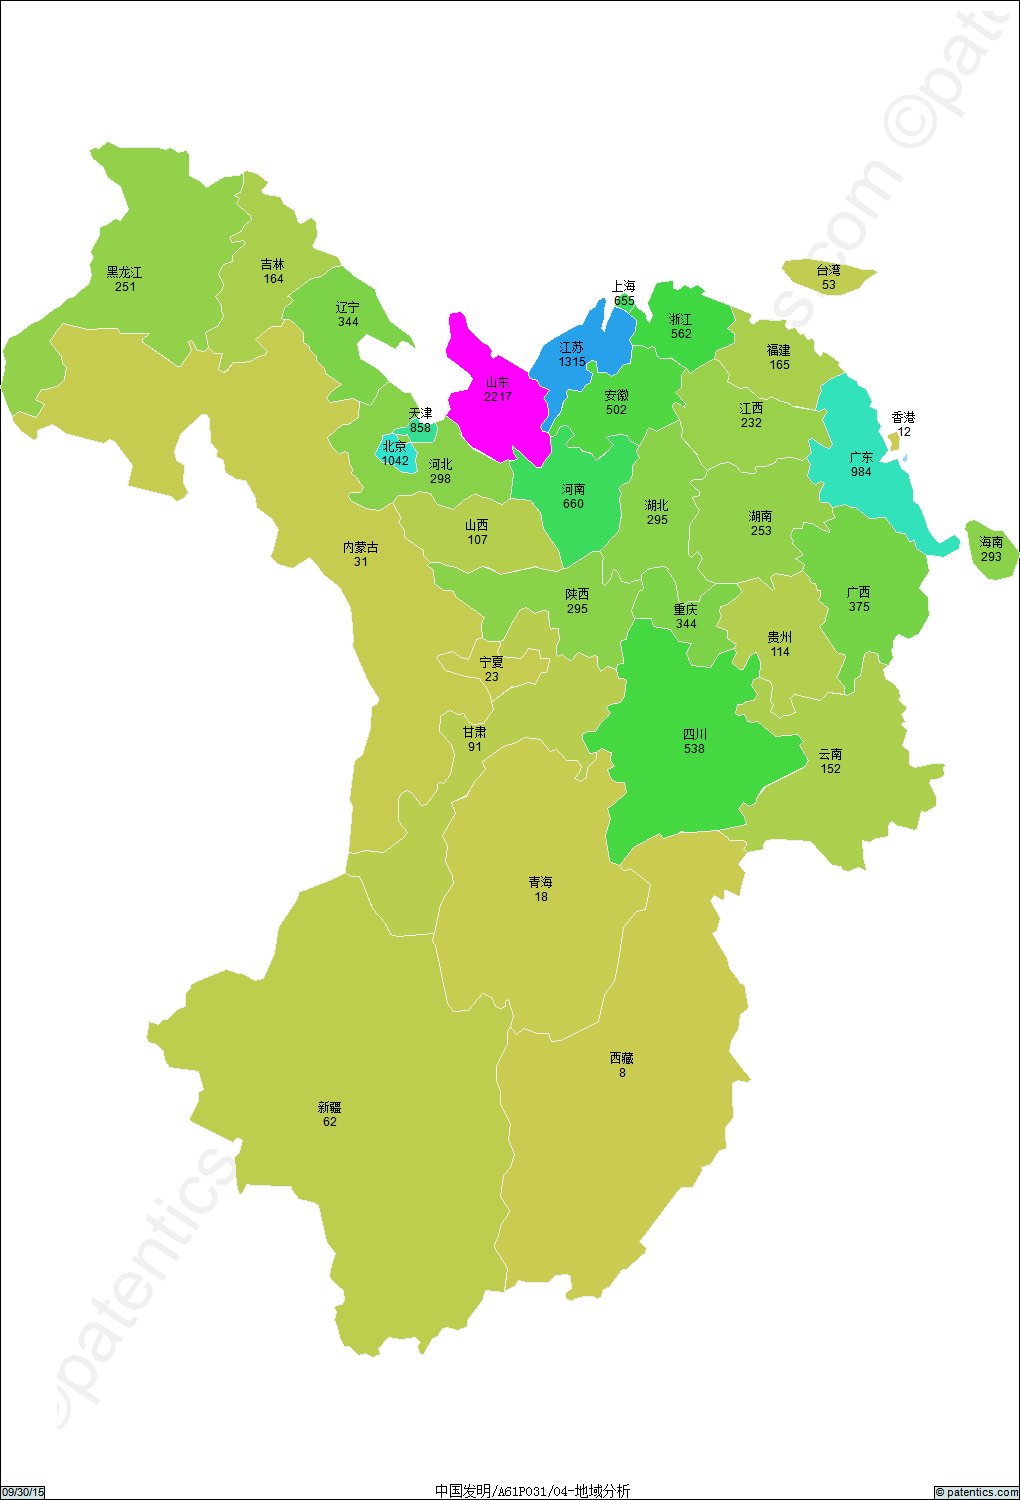 ©patentics.com ©patentics
黑龙江
251
吉林
164
辽宁
344
上海
655
浙江
562
台湾
53
江苏
1315
福建
165
山东
2217
安徽
502
江西
232
天津
858
香港
12
北京
1042
河北
298
广东
984
河南
660
湖北
295
湖南
253
山西
107
内蒙古
31
海南
293
陕西
295
重庆
344
广西
375
贵州
114
宁夏
23
甘肃
91
四川
538
云南
152
青海
18
西藏
8
新疆
62
09/30/15
中国发明/A61P031/04-地域分析
© patentics.com